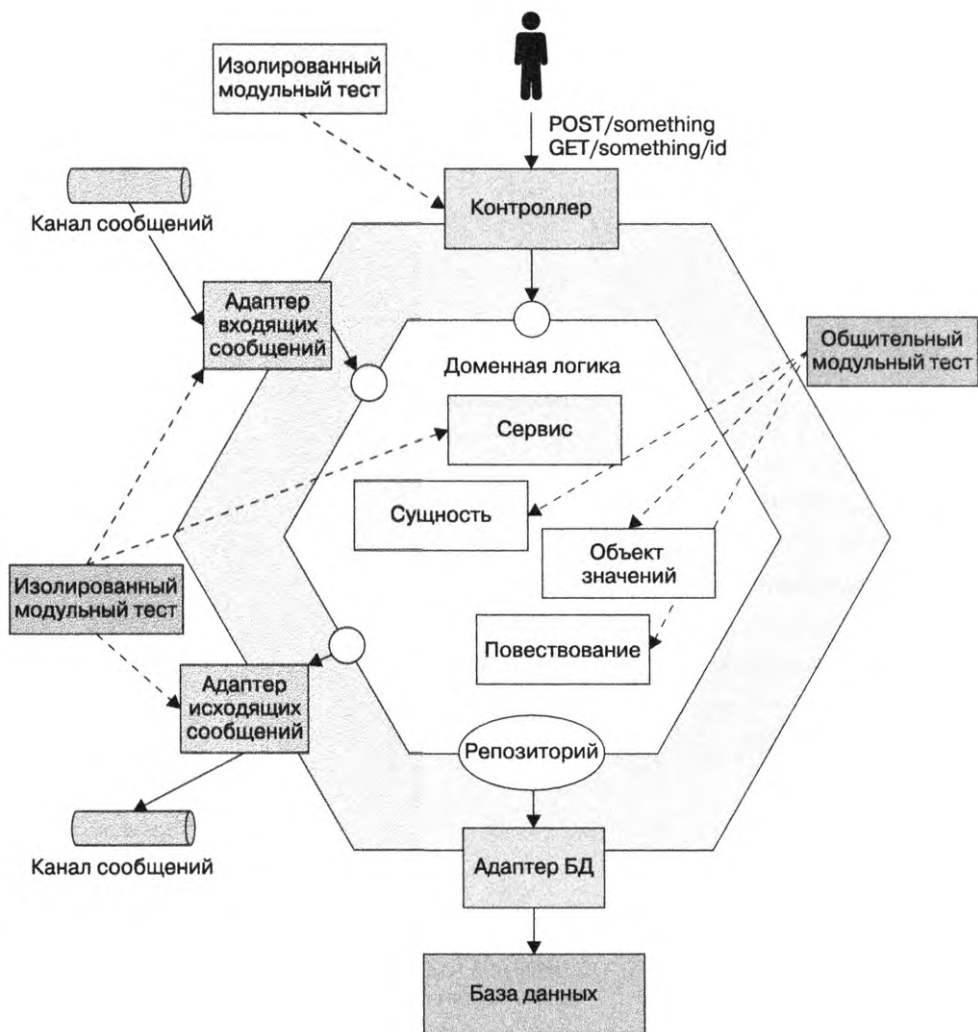 Изолированный
модульный тест
POST/something
GET/something/id
Канал сообщений
Контроллер
Адаптер
входящих
сообщений
Общительный
модульный тест
Доменная логика
Сервис
Сущность
Объект
значений
Изолированный
модульный тест
Повествование
Адаптер
исходящих
сообщений
Репозиторий
Канал сообщений
Адаптер БД
База данных